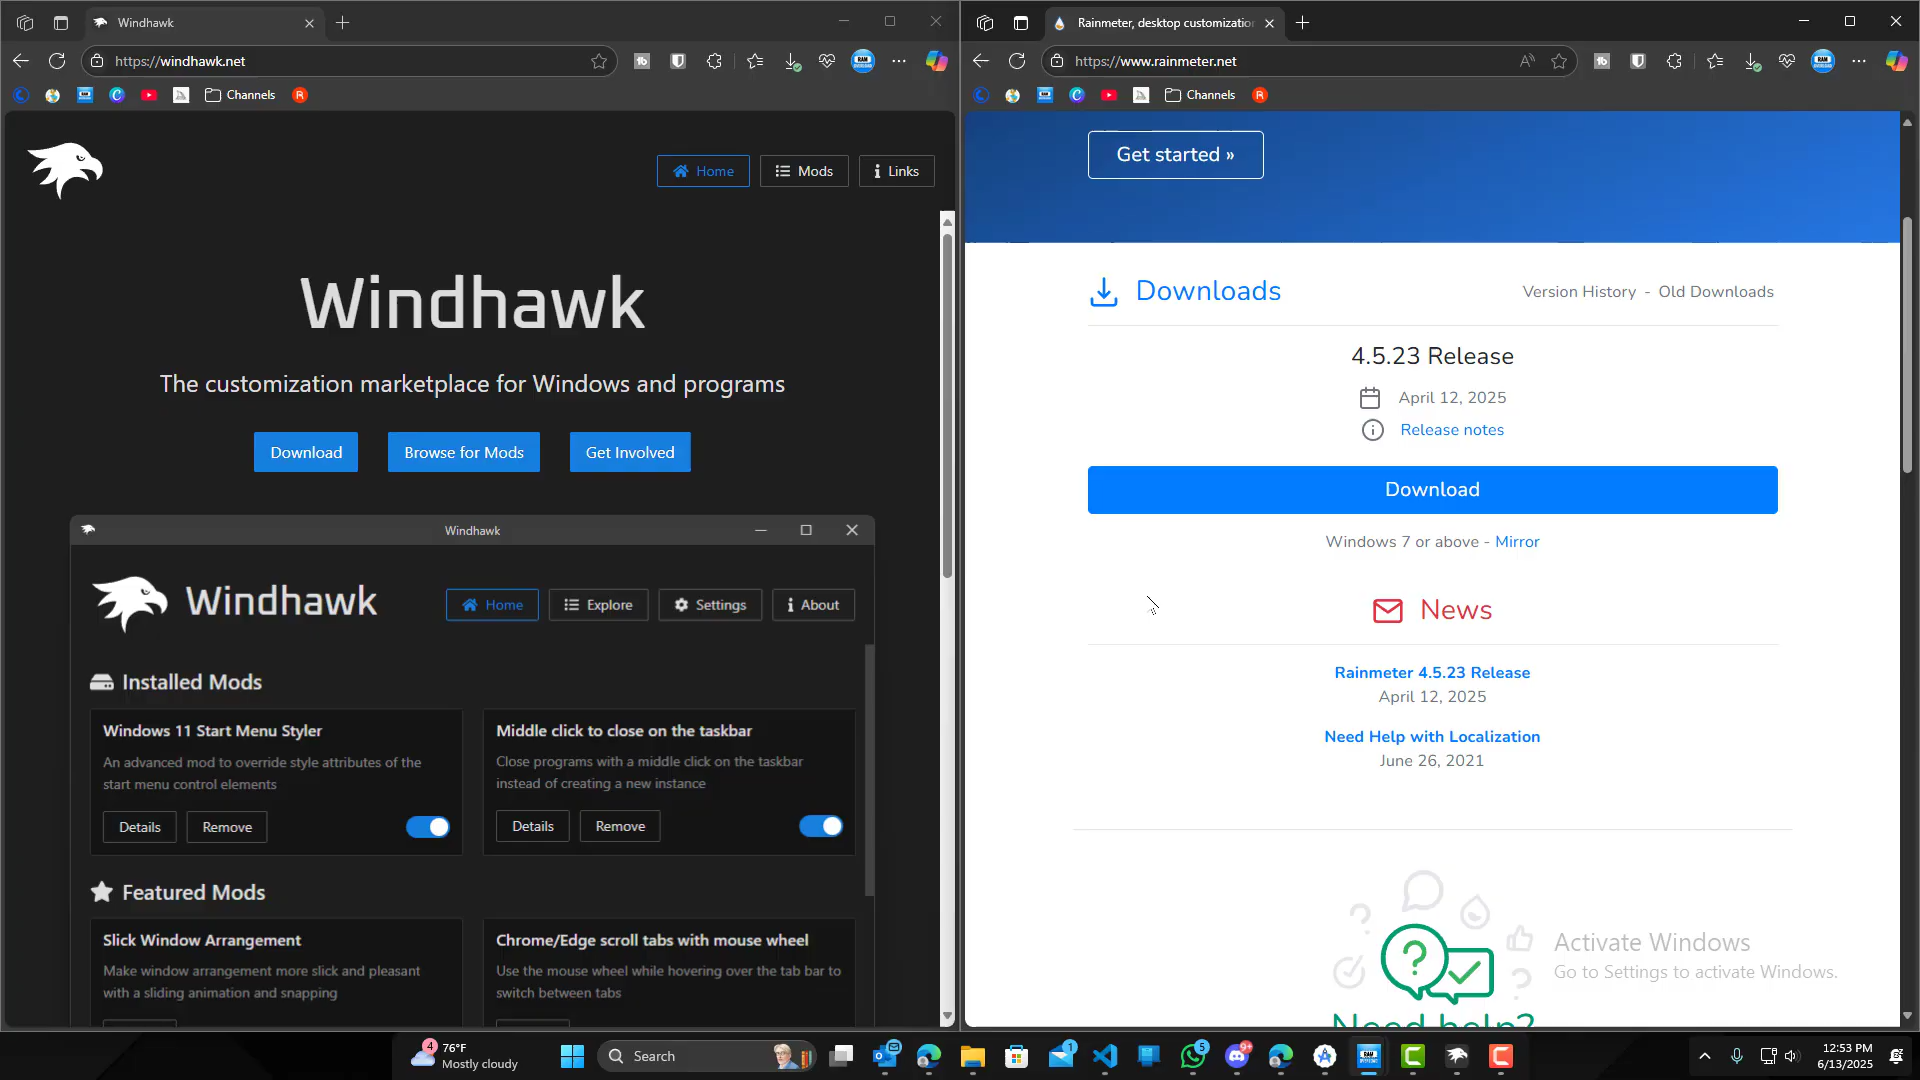 Windhawk
https://windhawk.net
Channels
Home
Mods
Links
Windhawk
The customization marketplace for Windows and programs
Download
Browse for Mods
Get Involved
Windhawk
Windhawk
Home
Explore
Settings
About
Installed Mods
Windows 11 Start Menu Styler
An advanced mod to override style attributes of the
start menu control elements
Details
Remove
Middle click to close on the taskbar
Close programs with a middle click on the taskbar
instead of creating a new instance
Details
Remove
Featured Mods
Slick Window Arrangement
Make window arrangement more slick and pleasant
with a sliding animation and snapping
Chrome/Edge scroll tabs with mouse wheel
Use the mouse wheel while hovering over the tab bar to
switch between tabs
Rainmeter, desktop customizatio
https://www.rainmeter.net
Channels
Get started »
Downloads
Version History - Old Downloads
4.5.23 Release
April 12, 2025
Release notes
Download
Windows 7 or above - Mirror
News
Rainmeter 4.5.23 Release
April 12, 2025
Need Help with Localization
June 26, 2021
Need help?
Activate Windows
Go to Settings to activate Windows.
4
76°F
Mostly cloudy
Search
1
5
9+
12:53 PM
6/13/2025